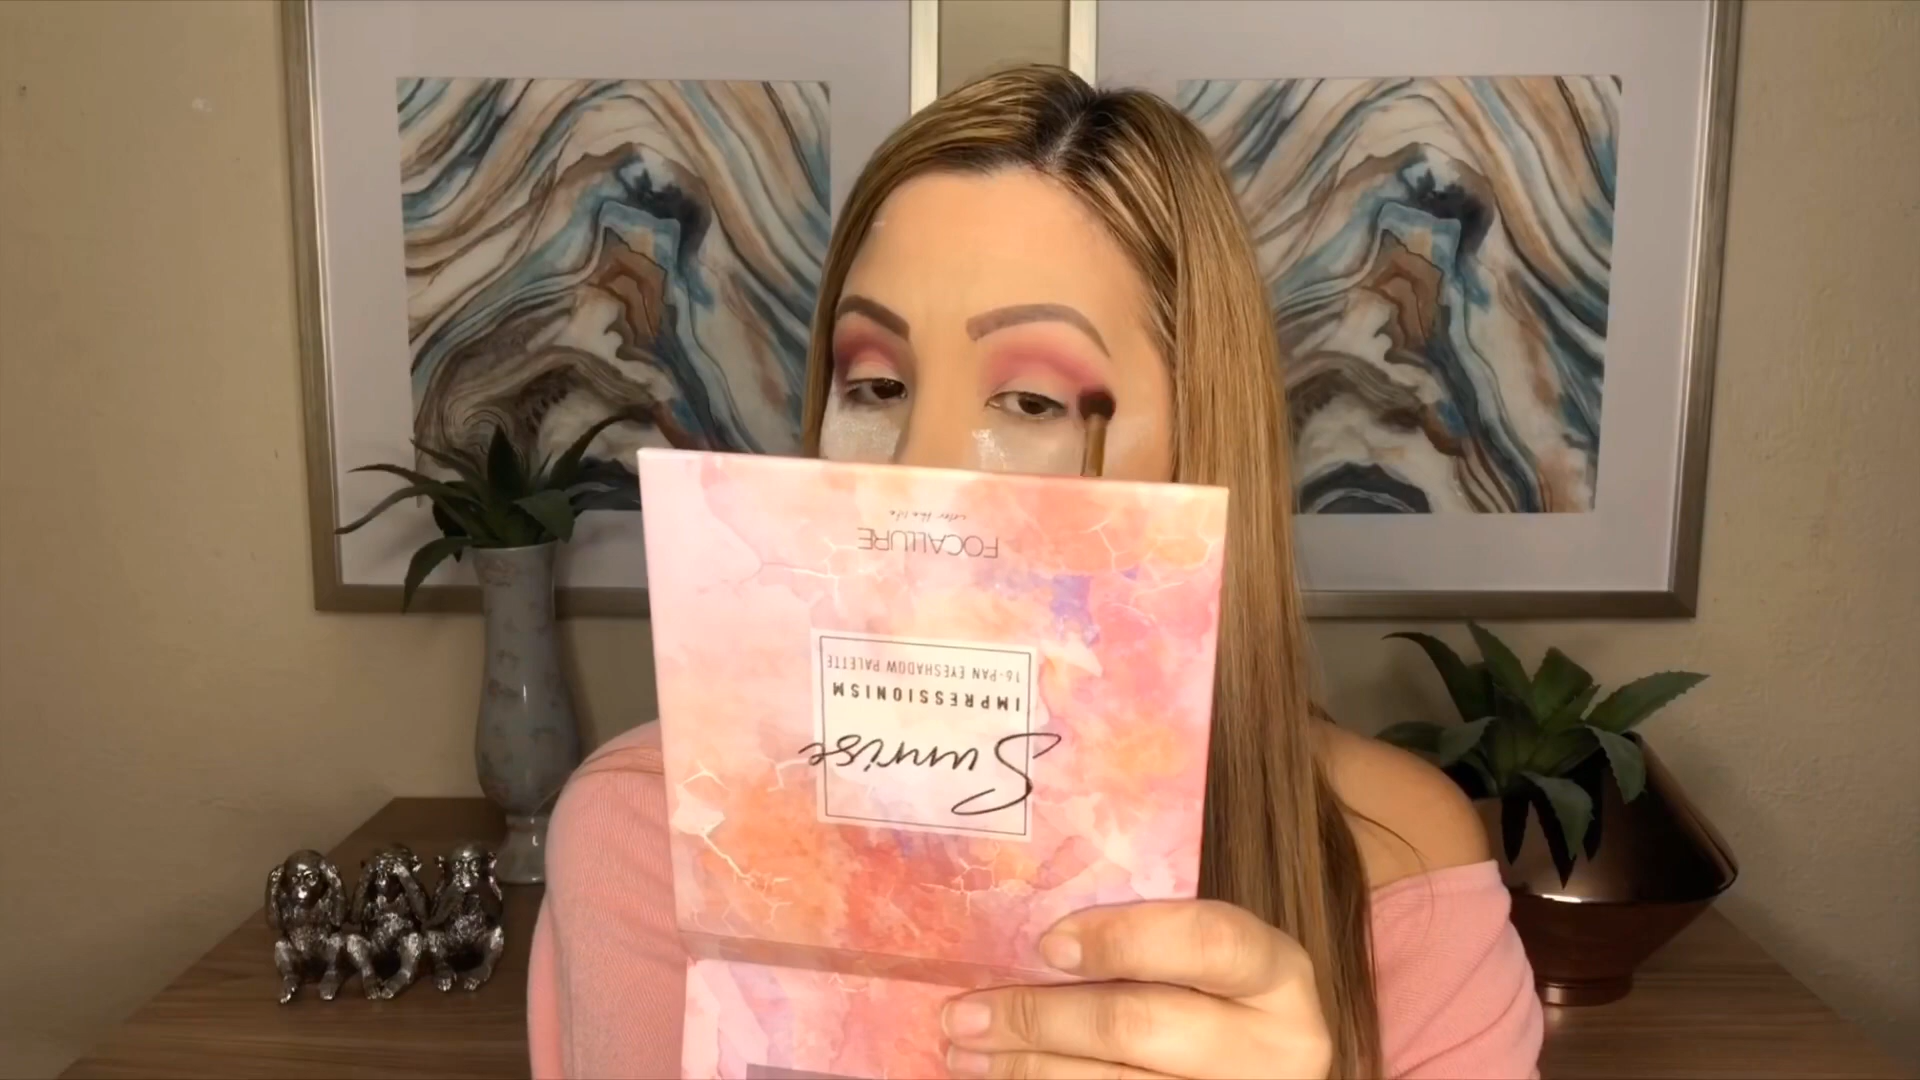 Sunrise
IMPRESSIONISM
16-PAN EYESHADOW PALETTE
FOCALLURE